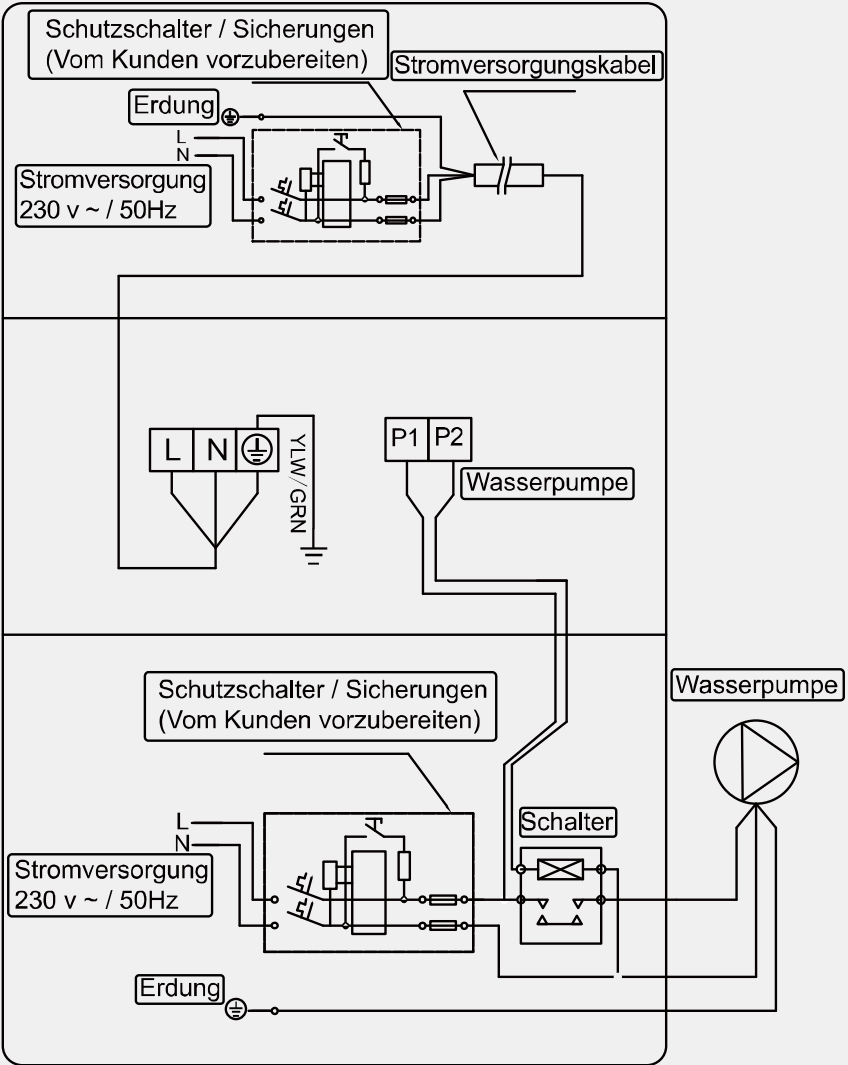 Schutzschalter / Sicherungen
(Vom Kunden vorzubereiten)
Stromversorgungskabel
Erdung
L
N
Stromversorgung
230 v ~ / 50Hz
L N
YLW/GRN
P1 P2
Wasserpumpe
Schutzschalter / Sicherungen
(Vom Kunden vorzubereiten)
Wasserpumpe
L
N
Schalter
Stromversorgung
230 v ~ / 50Hz
Erdung